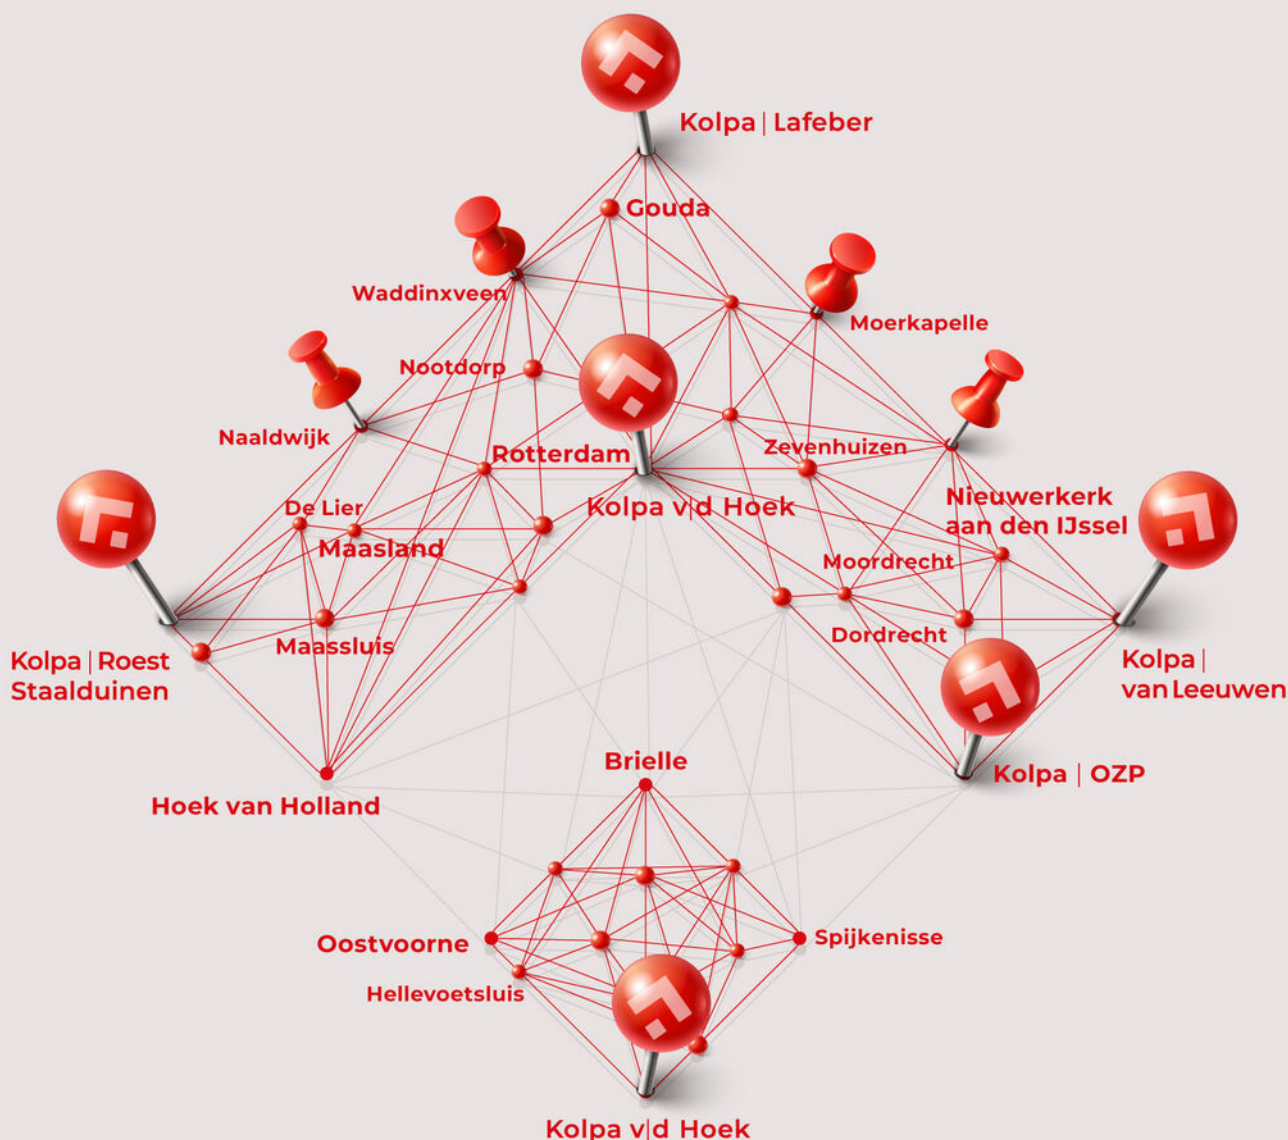 Kolpa | Lafeber
Gouda
Waddinxveen
Moerkapelle
Nootdorp
Naaldwijk
Rotterdam
Zevenhuizen
Kolpa v|d Hoek
Nieuwerkerk
aan den IJssel
De Lier
Maasland
Moordrecht
Dordrecht
Maassluis
Kolpa | Roest
Staalduinen
Kolpa |
van Leeuwen
Brielle
Kolpa | OZP
Hoek van Holland
Oostvoorne
Spijkenisse
Hellevoetsluis
Kolpa v|d Hoek